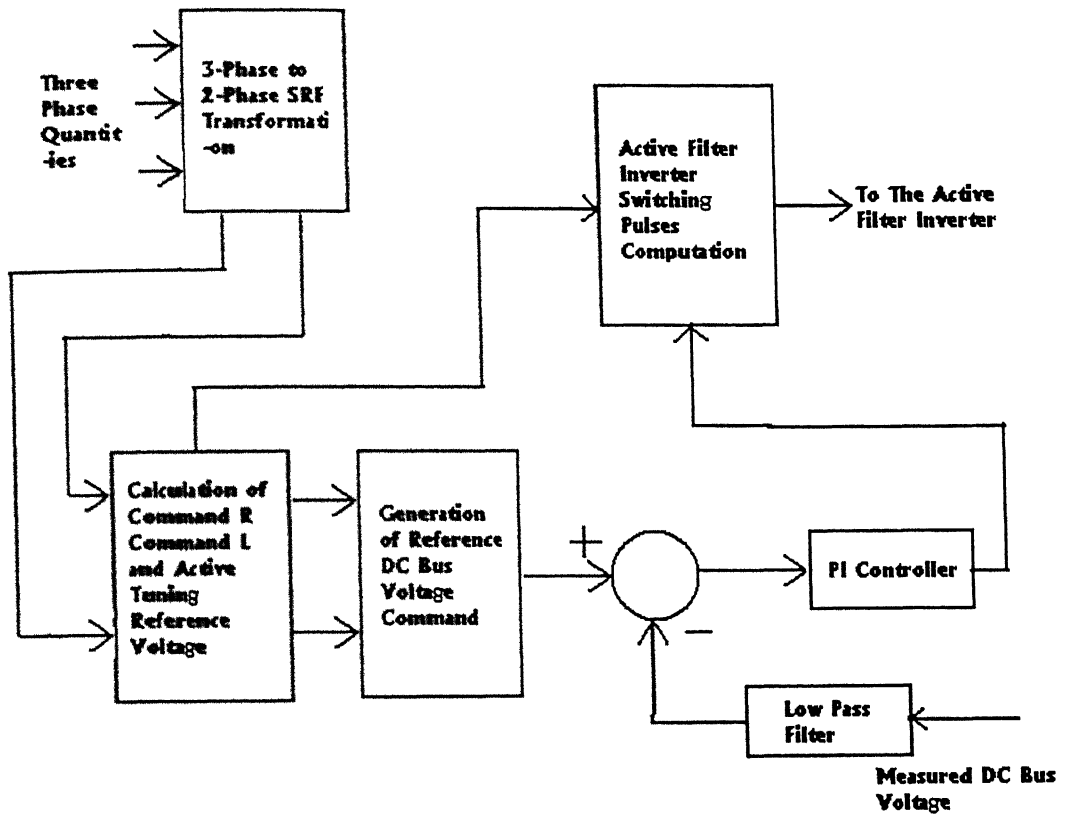 Three
Phase
Quantit
-ies
3-Phase to
2-Phase SRF
Transformati
-on
Active Filter
Inverter
Switching
Pulses
Computation
To The Active
Filter Inverter
Calculation of
Command R
Command L
and Active
Tuning
Reference
Voltage
Generation
of Reference
DC Bus
Voltage
Command
+
−
PI Controller
Low Pass
Filter
Measured DC Bus
Voltage